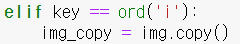 elif key == ord('i'):
    img_copy = img.copy()